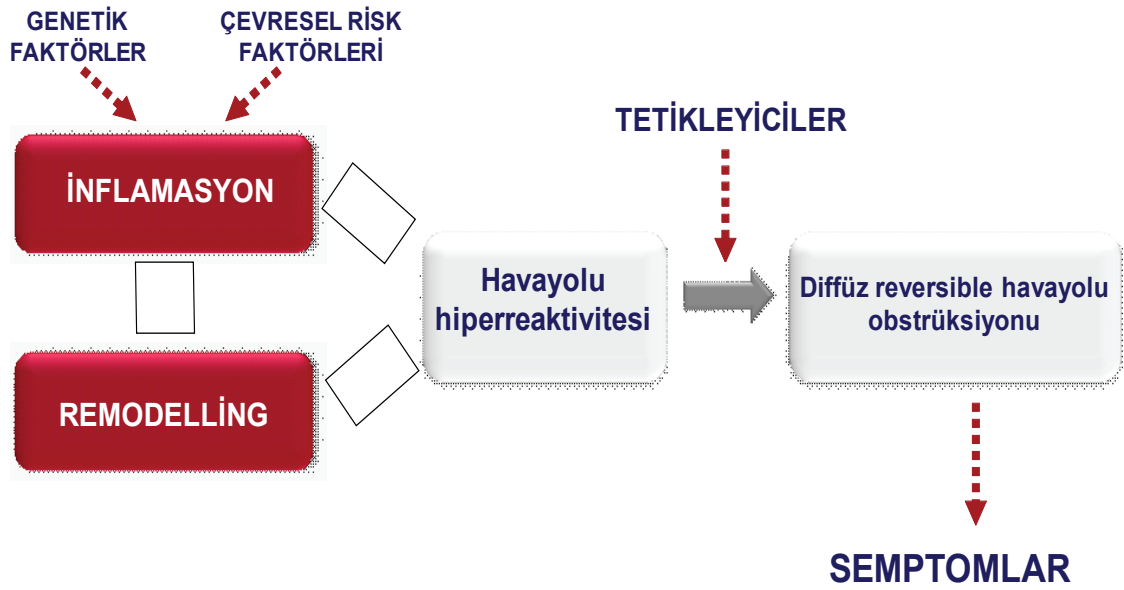 GENETİK
FAKTÖRLER
ÇEVRESEL RİSK
FAKTÖRLERİ
TETİKLEYİCİLER
İNFLAMASYON
Havayolu
hiperreaktivitesi
Diffüz reversible havayolu
obstrüksiyonu
REMODELLİNG
SEMPTOMLAR